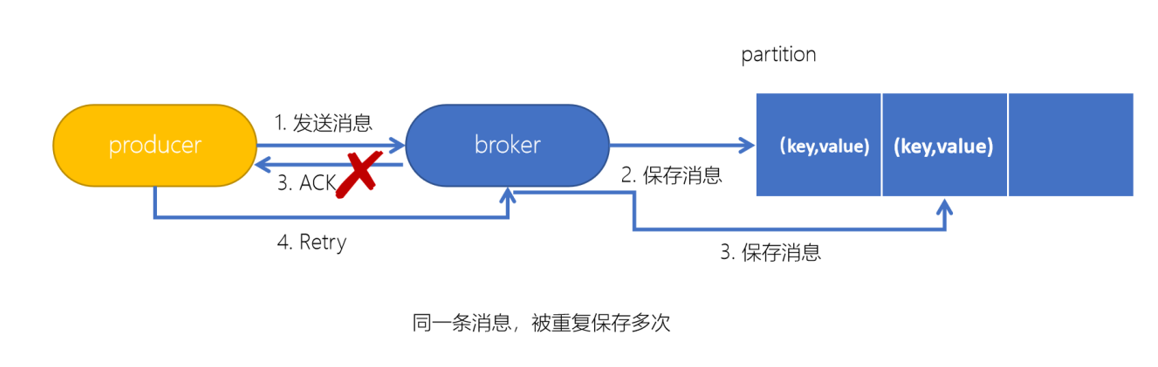 partition
1. 发送消息
producer
broker
(key,value)
(key,value)
3. ACK
2. 保存消息
4. Retry
3. 保存消息
同一条消息，被重复保存多次